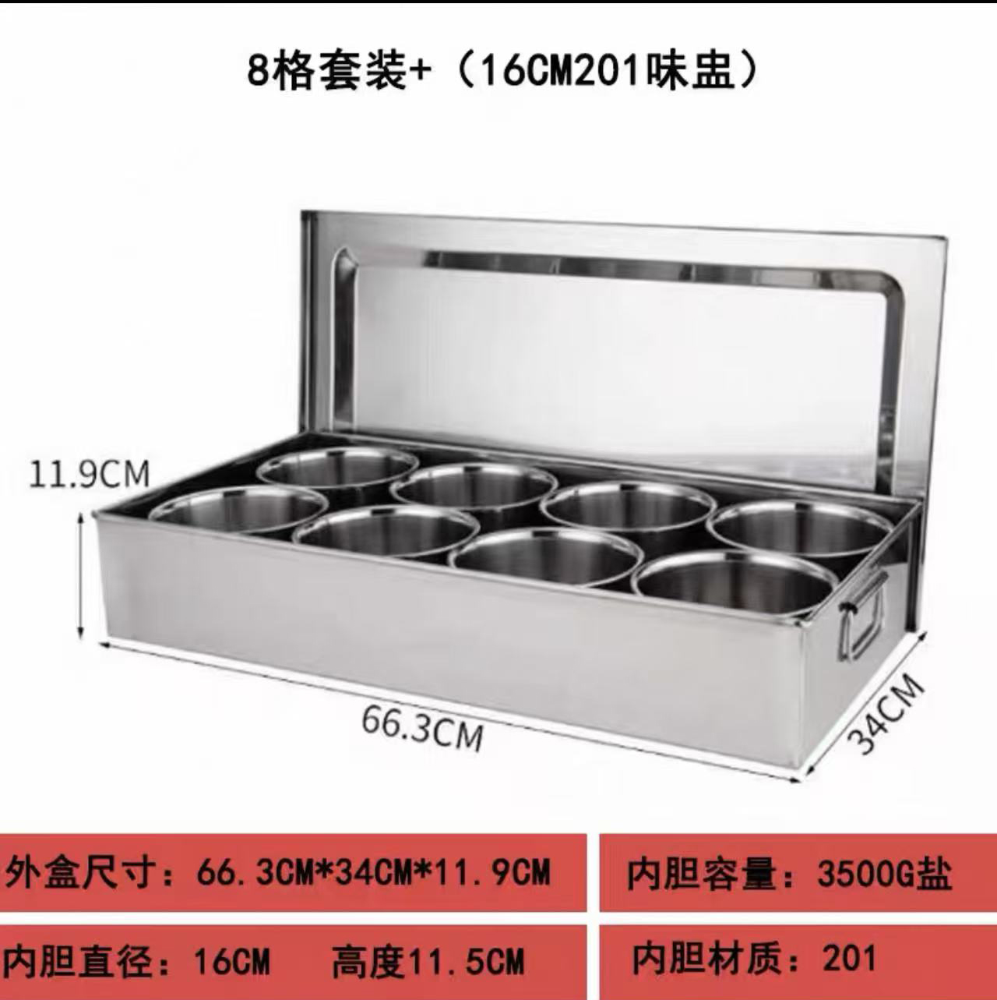 8格套装+（16CM201味盅）
11.9CM
66.3CM
34CM
外盒尺寸：66.3CM*34CM*11.9CM
内胆容量：3500G盐
内胆直径：16CM 高度11.5CM
内胆材质：201